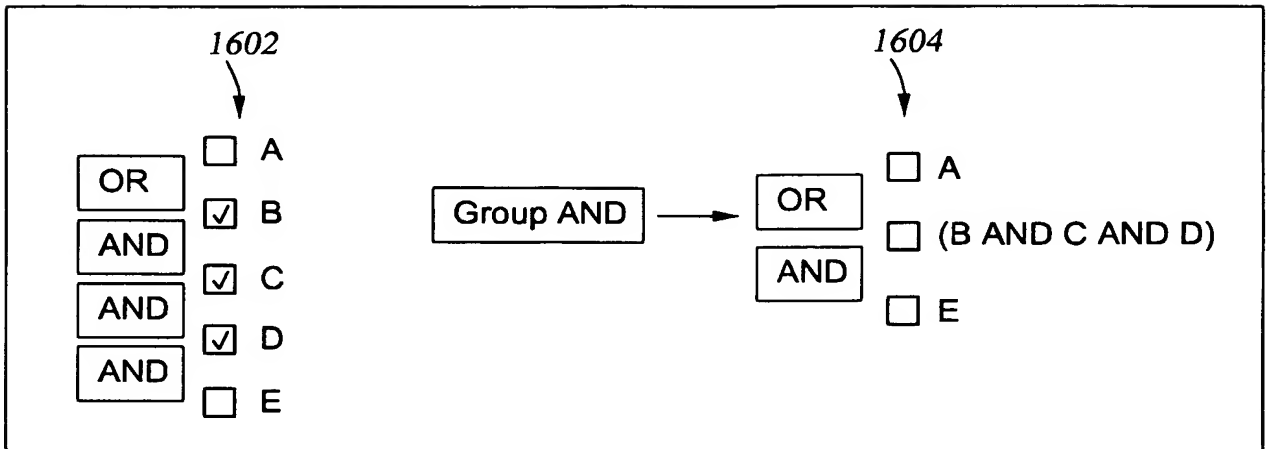 1602
1604
A
OR
B
AND
C
AND
D
AND
E
Group AND
A
OR
(B AND C AND D)
AND
E